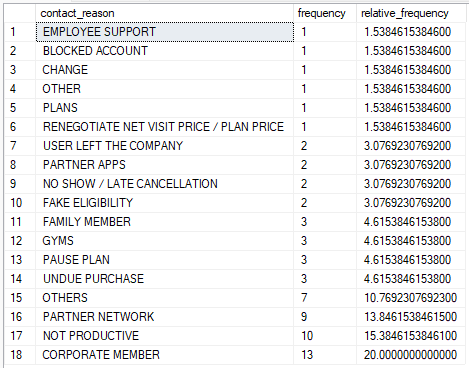 contact_reason frequency relative_frequency
1 EMPLOYEE SUPPORT 1 1.5384615384600
2 BLOCKED ACCOUNT 1 1.5384615384600
3 CHANGE 1 1.5384615384600
4 OTHER 1 1.5384615384600
5 PLANS 1 1.5384615384600
6 RENEGOTIATE NET VISIT PRICE / PLAN PRICE 1 1.5384615384600
7 USER LEFT THE COMPANY 2 3.0769230769200
8 PARTNER APPS 2 3.0769230769200
9 NO SHOW / LATE CANCELLATION 2 3.0769230769200
10 FAKE ELIGIBILITY 2 3.0769230769200
11 FAMILY MEMBER 3 4.6153846153800
12 GYMS 3 4.6153846153800
13 PAUSE PLAN 3 4.6153846153800
14 UNDUE PURCHASE 3 4.6153846153800
15 OTHERS 7 10.7692307692300
16 PARTNER NETWORK 9 13.8461538461500
17 NOT PRODUCTIVE 10 15.3846153846100
18 CORPORATE MEMBER 13 20.0000000000000